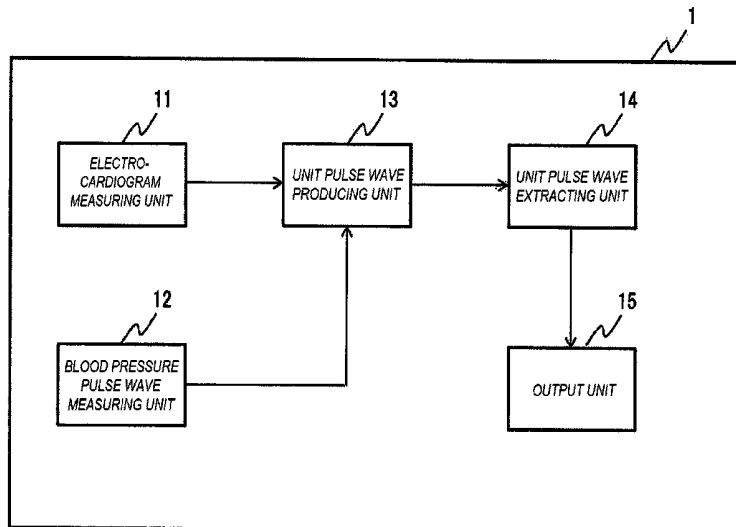 1
11
13
14
ELECTRO-
CARDIOGRAM
MEASURING UNIT
UNIT PULSE WAVE
PRODUCING UNIT
UNIT PULSE WAVE
EXTRACTING UNIT
12
15
BLOOD PRESSURE
PULSE WAVE
MEASURING UNIT
OUTPUT UNIT